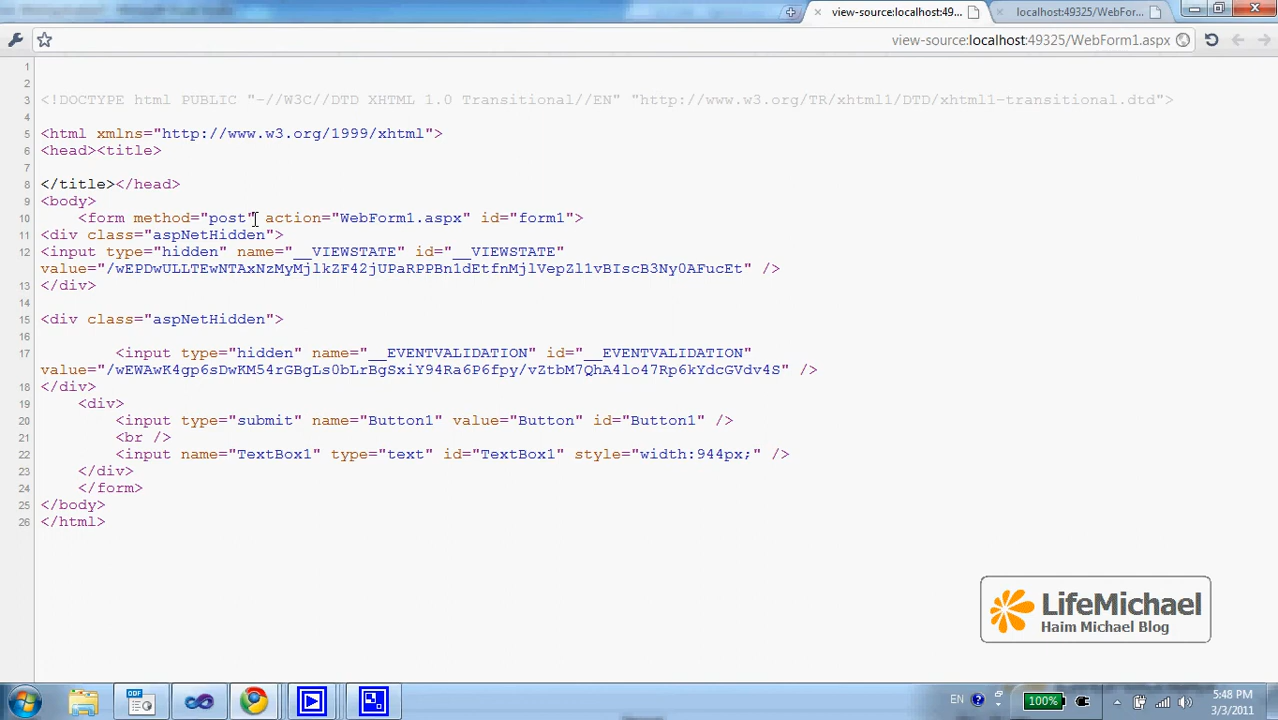 view-source:localhost:49...
localhost:49325/WebFor...
view-source:localhost:49325/WebForm1.aspx
1
2
3 <!DOCTYPE html PUBLIC "-//W3C//DTD XHTML 1.0 Transitional//EN" "http://www.w3.org/TR/xhtml1/DTD/xhtml1-transitional.dtd">
4
5 <html xmlns="http://www.w3.org/1999/xhtml">
6 <head><title>
7
8 </title></head>
9 <body>
10 <form method="post" action="WebForm1.aspx" id="form1">
11 <div class="aspNetHidden">
12 <input type="hidden" name="__VIEWSTATE" id="__VIEWSTATE"
value="/wEPDwULLTEwNTAxNzMyMjlkZF42jUPaRPPBn1dEtfnMjlVepZl1vBIscB3Ny0AFucEt" />
13 </div>
14
15 <div class="aspNetHidden">
16
17 <input type="hidden" name="__EVENTVALIDATION" id="__EVENTVALIDATION"
value="/wEWAwK4gp6sDwKM54rGBgLs0bLrBgSxiY94Ra6P6fpy/vZtbM7QhA4lo47Rp6kYdcGVdv4S" />
18 </div>
19 <div>
20 <input type="submit" name="Button1" value="Button" id="Button1" />
21 <br />
22 <input name="TextBox1" type="text" id="TextBox1" style="width:944px;" />
23 </div>
24 </form>
25 </body>
26 </html>
LifeMichael
Haim Michael Blog
EN
100%
5:48 PM
3/3/2011